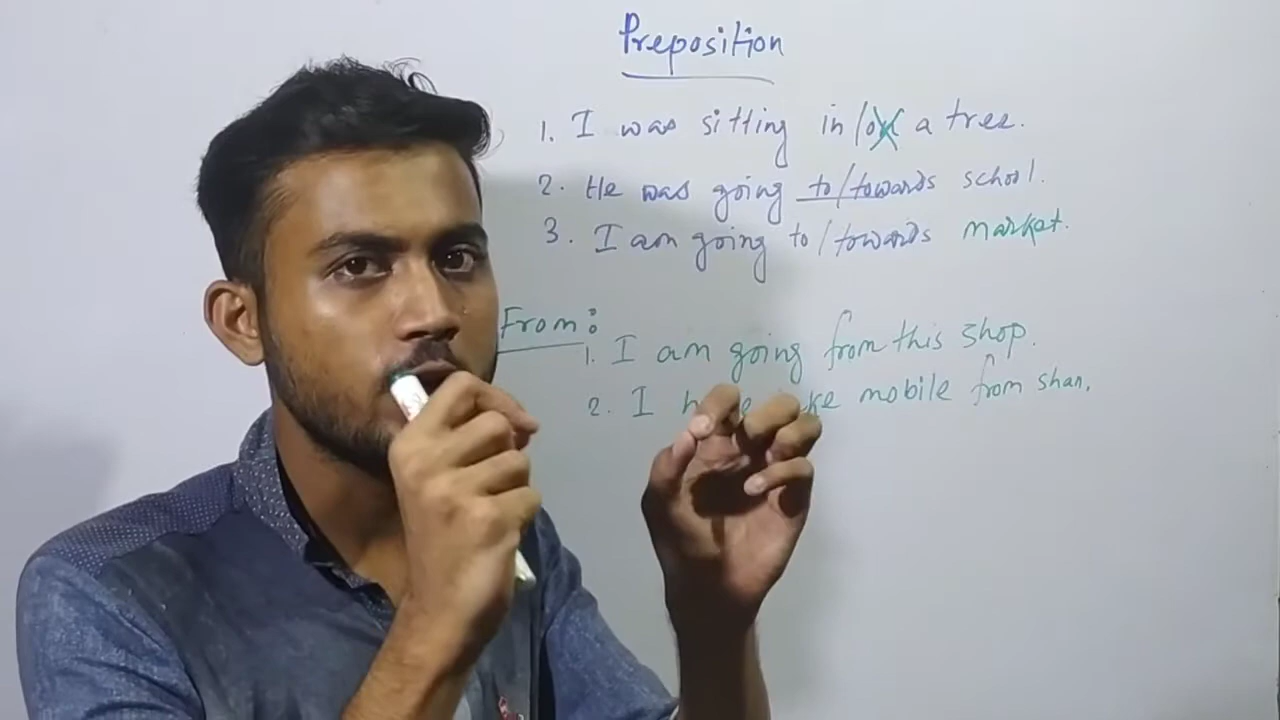 Preposition
1. I was sitting in/on a tree.
2. He was going to/towards school.
3. I am going to/towards market.
From:
1. I am going from this shop.
2. I mobile from shan.